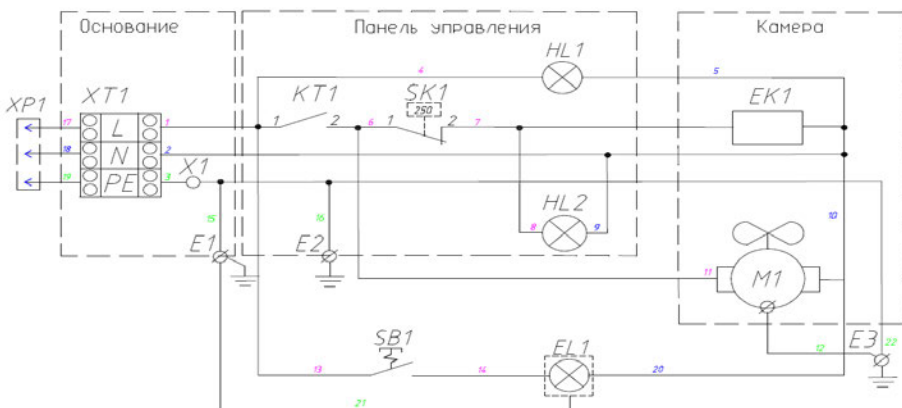 Основание
Панель управления
Камера
HL1
4
5
XP1
XT1
KT1
SK1
250
EK1
17
L
1
1
2
6
1
2
7
18
N
2
19
PE
3
X1
HL2
15
16
8
9
10
E1
E2
11
M1
SB1
EL1
12
E3
22
13
14
20
21